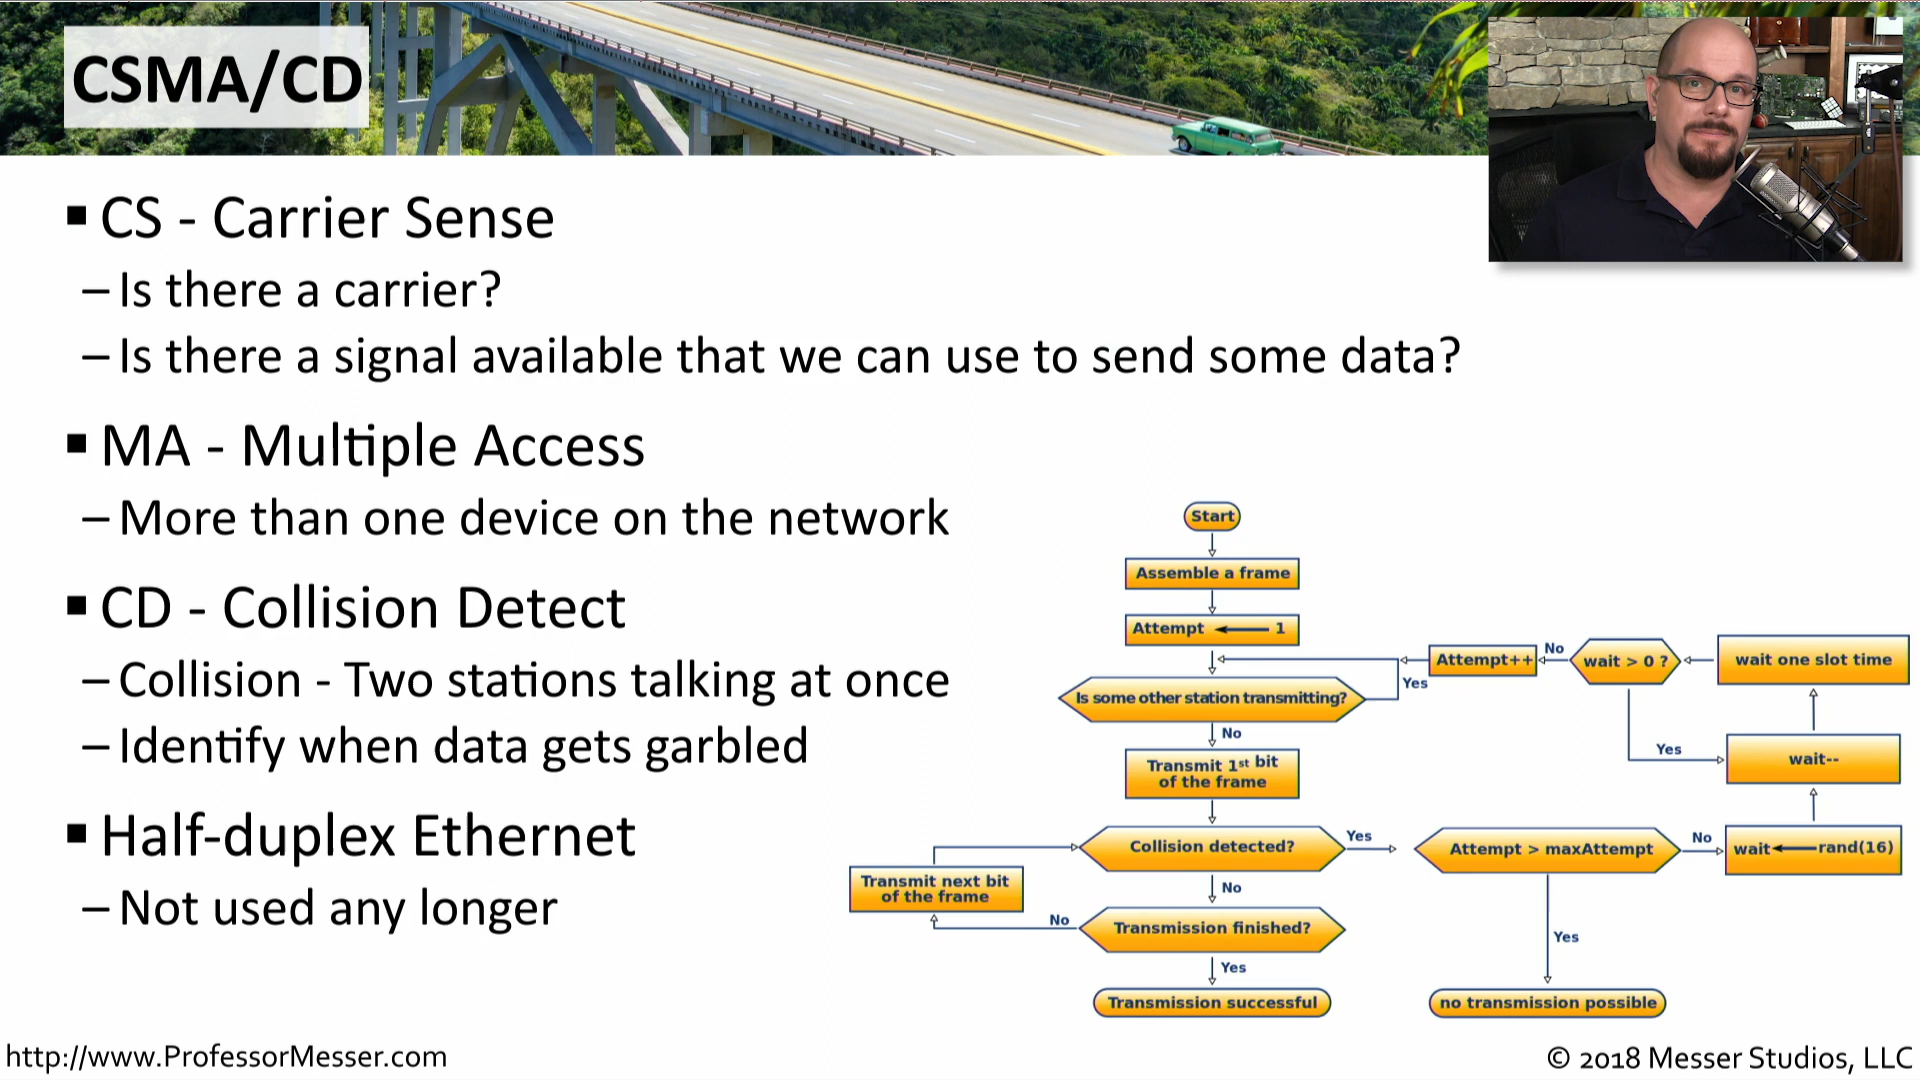 CSMA/CD
▪ CS - Carrier Sense
– Is there a carrier?
– Is there a signal available that we can use to send some data?
▪ MA - Multiple Access
– More than one device on the network
▪ CD - Collision Detect
– Collision - Two stations talking at once
– Identify when data gets garbled
▪ Half-duplex Ethernet
– Not used any longer
Start
Assemble a frame
Attempt ← 1
Is some other station transmitting?
Yes
No
Transmit 1st bit
of the frame
Collision detected?
Yes
No
Transmit next bit
of the frame
Transmission finished?
No
Yes
Transmission successful
Attempt > maxAttempt
No
Yes
no transmission possible
wait ← rand(16)
wait--
wait one slot time
wait > 0 ?
Yes
No
Attempt++
http://www.ProfessorMesser.com
© 2018 Messer Studios, LLC